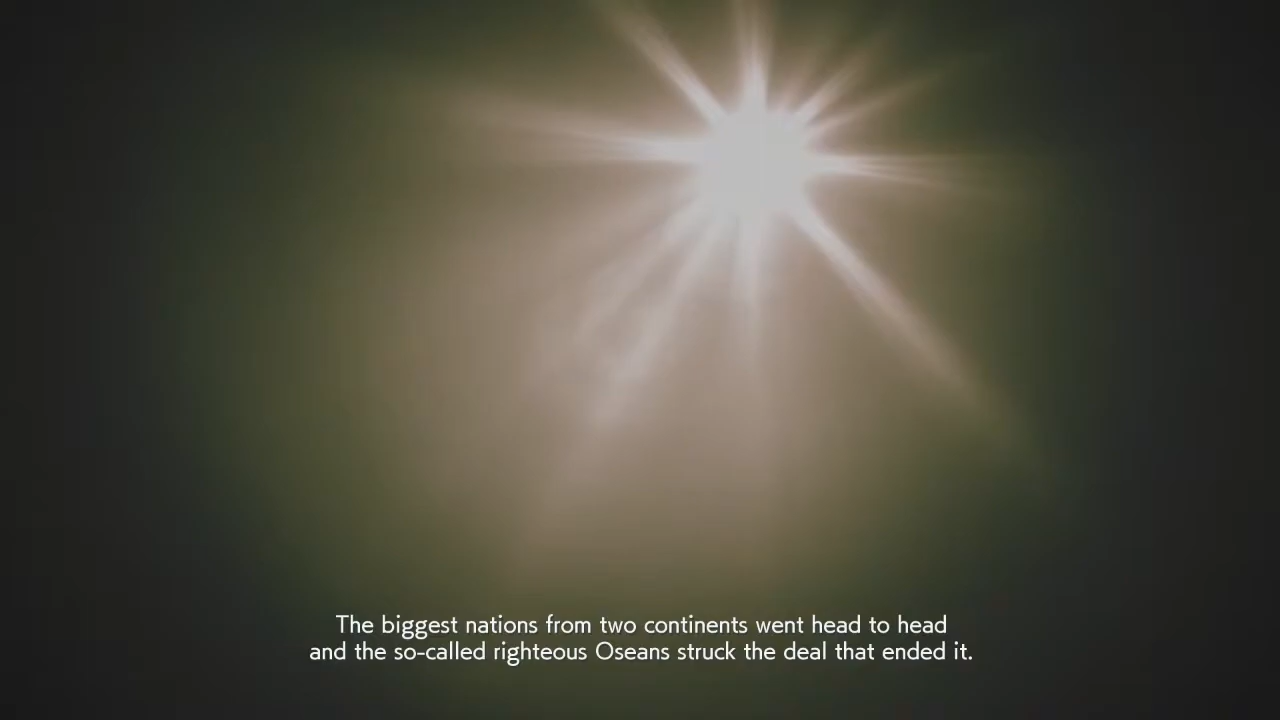 The biggest nations from two continents went head to head
and the so-called righteous Oseans struck the deal that ended it.